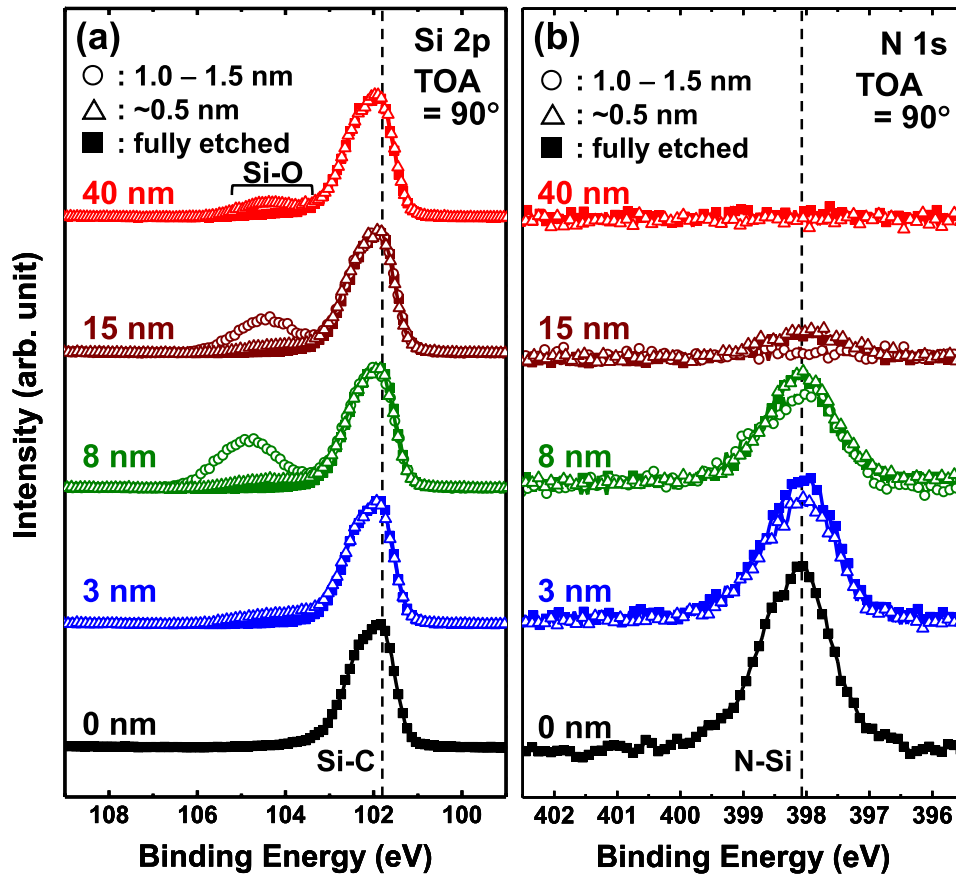 (a)
Si 2p
TOA
= 90°
○ : 1.0 – 1.5 nm
△ : ~0.5 nm
■ : fully etched
Si-O
40 nm
15 nm
8 nm
3 nm
0 nm
Si-C
108 106 104 102 100
Binding Energy (eV)
Intensity (arb. unit)
(b)
N 1s
TOA
= 90°
○ : 1.0 – 1.5 nm
△ : ~0.5 nm
■ : fully etched
40 nm
15 nm
8 nm
3 nm
0 nm
N-Si
402 401 400 399 398 397 396
Binding Energy (eV)